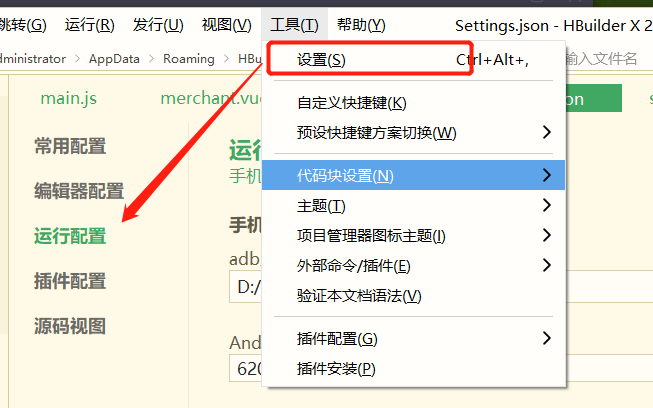 跳转(G) 运行(R) 发行(U) 视图(V) 工具(T) 帮助(Y) Settings.json - HBuilder X 2
dministrator > AppData > Roaming > HBu 输入文件名
main.js merchant.vue on s
设置(S) Ctrl+Alt+,
自定义快捷键(K)
预设快捷键方案切换(W)
代码块设置(N)
主题(T)
项目管理器图标主题(I)
外部命令/插件(E)
验证本文档语法(V)
插件配置(G)
插件安装(P)
常用配置
编辑器配置
运行配置
插件配置
源码视图
运行
手机
手机
adb
D:/
And
620